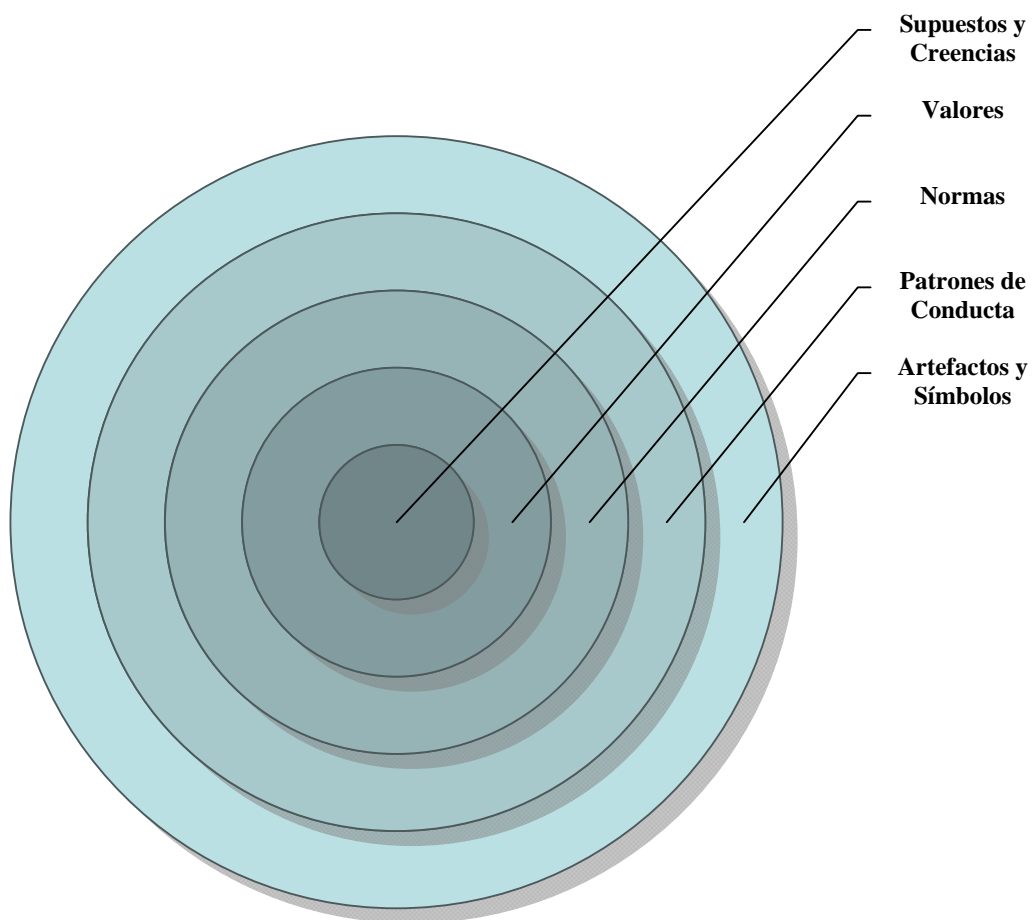 Supuestos y
Creencias
Valores
Normas
Patrones de
Conducta
Artefactos y
Símbolos